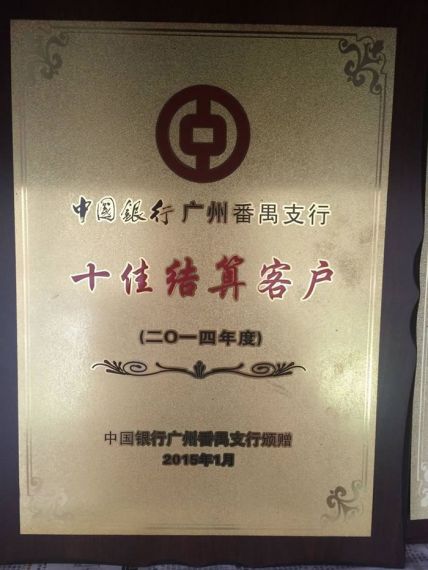 中国銀行 广州番禺支行
十佳结算客户
(二〇一四年度)
中国银行广州番禺支行颁赠
2015年1月